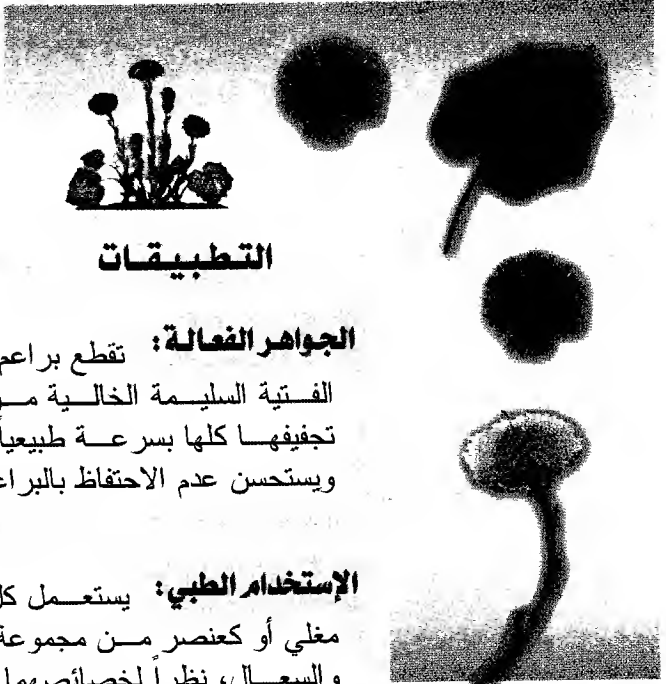 التطبيقات
الجواهر الفعالة: تقطع براعم
الفتية السليمة الخالية من
تجفيفها كلها بسرعة طبيعياً
ويستحسن عدم الاحتفاظ بالبراء
الإستخدام الطبي: يستعمل كل
مغلي أو كعنصر من مجموعة
والسعال، نظراً لخصائصهما